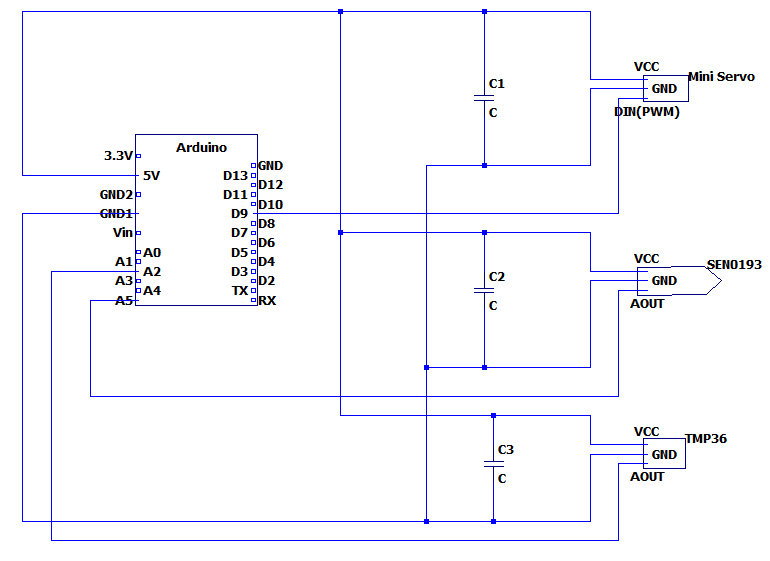 VCC
Mini Servo
GND
DIN(PWM)
C1
C
Arduino
3.3V
5V
GND2
GND1
Vin
A0
A1
A2
A3
A4
A5
GND
D13
D12
D11
D10
D9
D8
D7
D6
D5
D4
D3
D2
TX
RX
C2
C
VCC
SEN0193
GND
AOUT
C3
C
VCC
TMP36
GND
AOUT